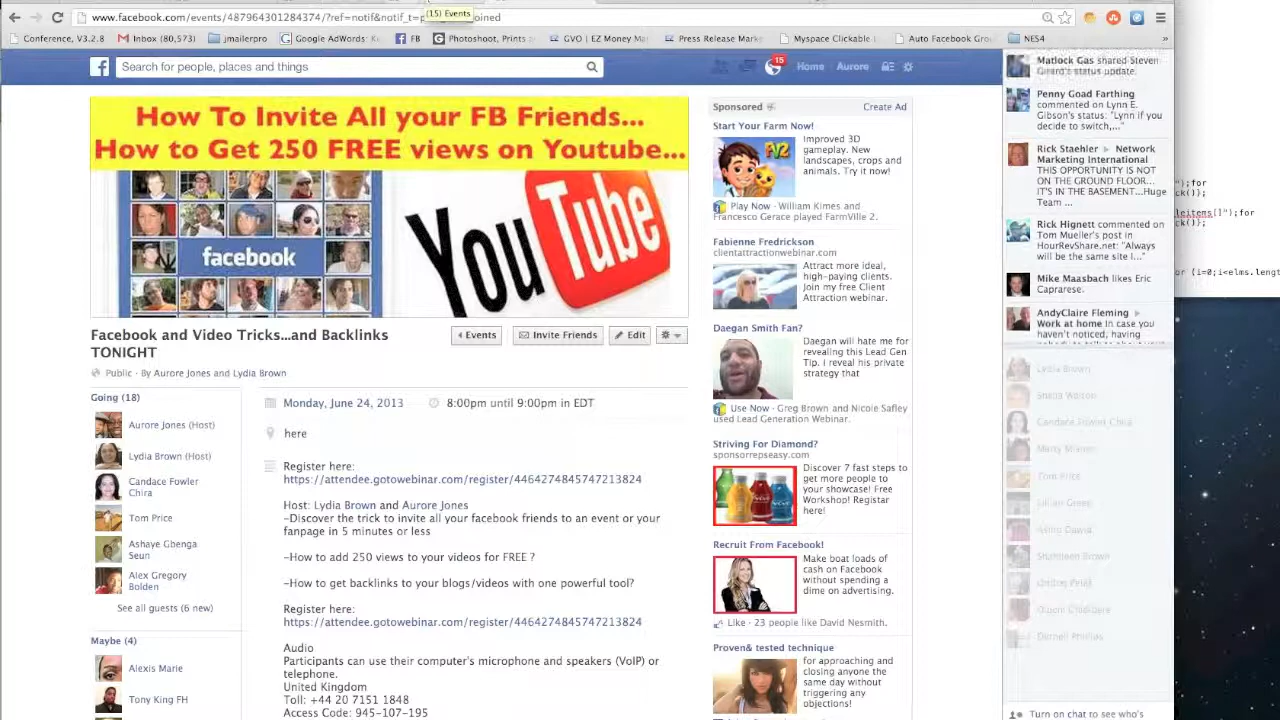 (15) Events
www.facebook.com/events/487964301284374/?ref=notif&notif_t=
Conference, V.3.2.8
Inbox (80,573)
jmailerpro
Google AdWords: K
FB
Photoshoot, Prints
GVO | EZ Money Ma
Press Release Mark
Myspace Clickable
Auto Facebook Gro
NES4
»
Search for people, places and things
15
Home
Aurore
How To Invite All your FB Friends...
How to Get 250 FREE views on Youtube...
facebook
YouTube
Facebook and Video Tricks...and Backlinks
TONIGHT
Events
Invite Friends
Edit
Public · By Aurore Jones and Lydia Brown
Going (18)
Aurore Jones (Host)
Lydia Brown (Host)
Candace Fowler
Chira
Tom Price
Ashaye Gbenga
Seun
Alex Gregory
Bolden
See all guests (6 new)
Maybe (4)
Alexis Marie
Tony King FH
Monday, June 24, 2013
8:00pm until 9:00pm in EDT
here
Register here:
https://attendee.gotowebinar.com/register/4464274845747213824
Host: Lydia Brown and Aurore Jones
-Discover the trick to invite all your facebook friends to an event or your
fanpage in 5 minutes or less
-How to add 250 views to your videos for FREE ?
-How to get backlinks to your blogs/videos with one powerful tool?
Register here:
https://attendee.gotowebinar.com/register/4464274845747213824
Audio
Participants can use their computer's microphone and speakers (VoIP) or
telephone.
United Kingdom
Toll: +44 20 7151 1848
Access Code: 945-107-195
Sponsored
Create Ad
Start Your Farm Now!
Improved 3D
gameplay. New
landscapes, crops and
animals. Try it now!
Play Now · William Kimes and
Francesco Gerace played FarmVille 2.
Fabienne Fredrickson
clientattractionwebinar.com
Attract more ideal,
high-paying clients.
Join my free Client
Attraction webinar.
Daegan Smith Fan?
Daegan will hate me for
revealing this Lead Gen
Tip. I reveal his private
strategy that
Use Now · Greg Brown and Nicole Safley
used Lead Generation Webinar.
Striving For Diamond?
sponsorrepseasy.com
Discover 7 fast steps to
get more people to
your showcase! Free
Workshop! Register
here!
Recruit From Facebook!
Make boat loads of
cash on Facebook
without spending a
dime on advertising.
Like · 23 people like David Nesmith.
Proven& tested technique
for approaching and
closing anyone the
same day without
triggering any
objections!
Matlock Gas shared Steven
status update.
Penny Goad Farthing
commented on Lynn E.
Gibson's status: "Lynn if you
decide to switch,..."
Rick Staehler ▶ Network
Marketing International
THIS OPPORTUNITY IS NOT
ON THE GROUND FLOOR...
IT'S IN THE BASEMENT...Huge
Team ...
Rick Hignett commented on
Tom Mueller's post in
HourRevShare.net: "Always
will be the same site I..."
Mike Maasbach likes Eric
Caprarese.
AndyClaire Fleming ▶
Work at home In case you
haven't noticed, having
Lydia Brown
Candace Fowler Chira
Tom Price
Turn on chat to see who's
");for
ck());
leitems[]");for
ck());
or (i=0;i<elms.lengt